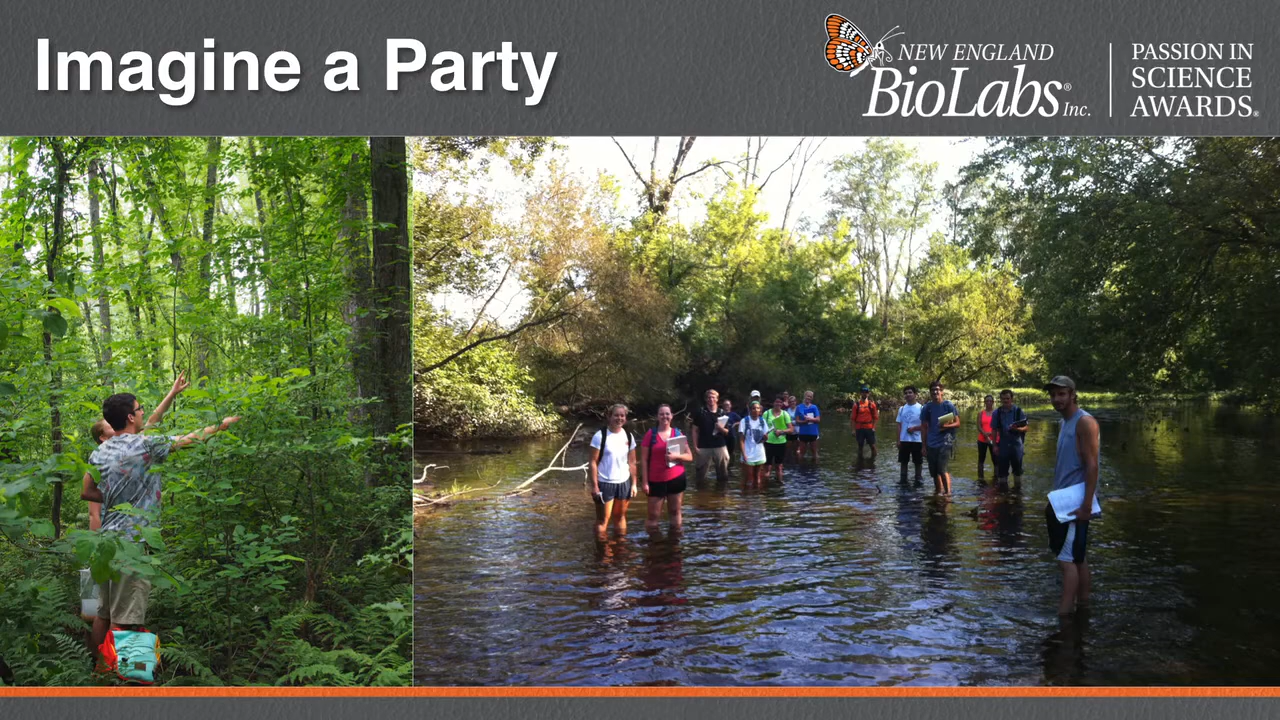 Imagine a Party
NEW ENGLAND
BioLabs® Inc.
PASSION IN
SCIENCE
AWARDS®